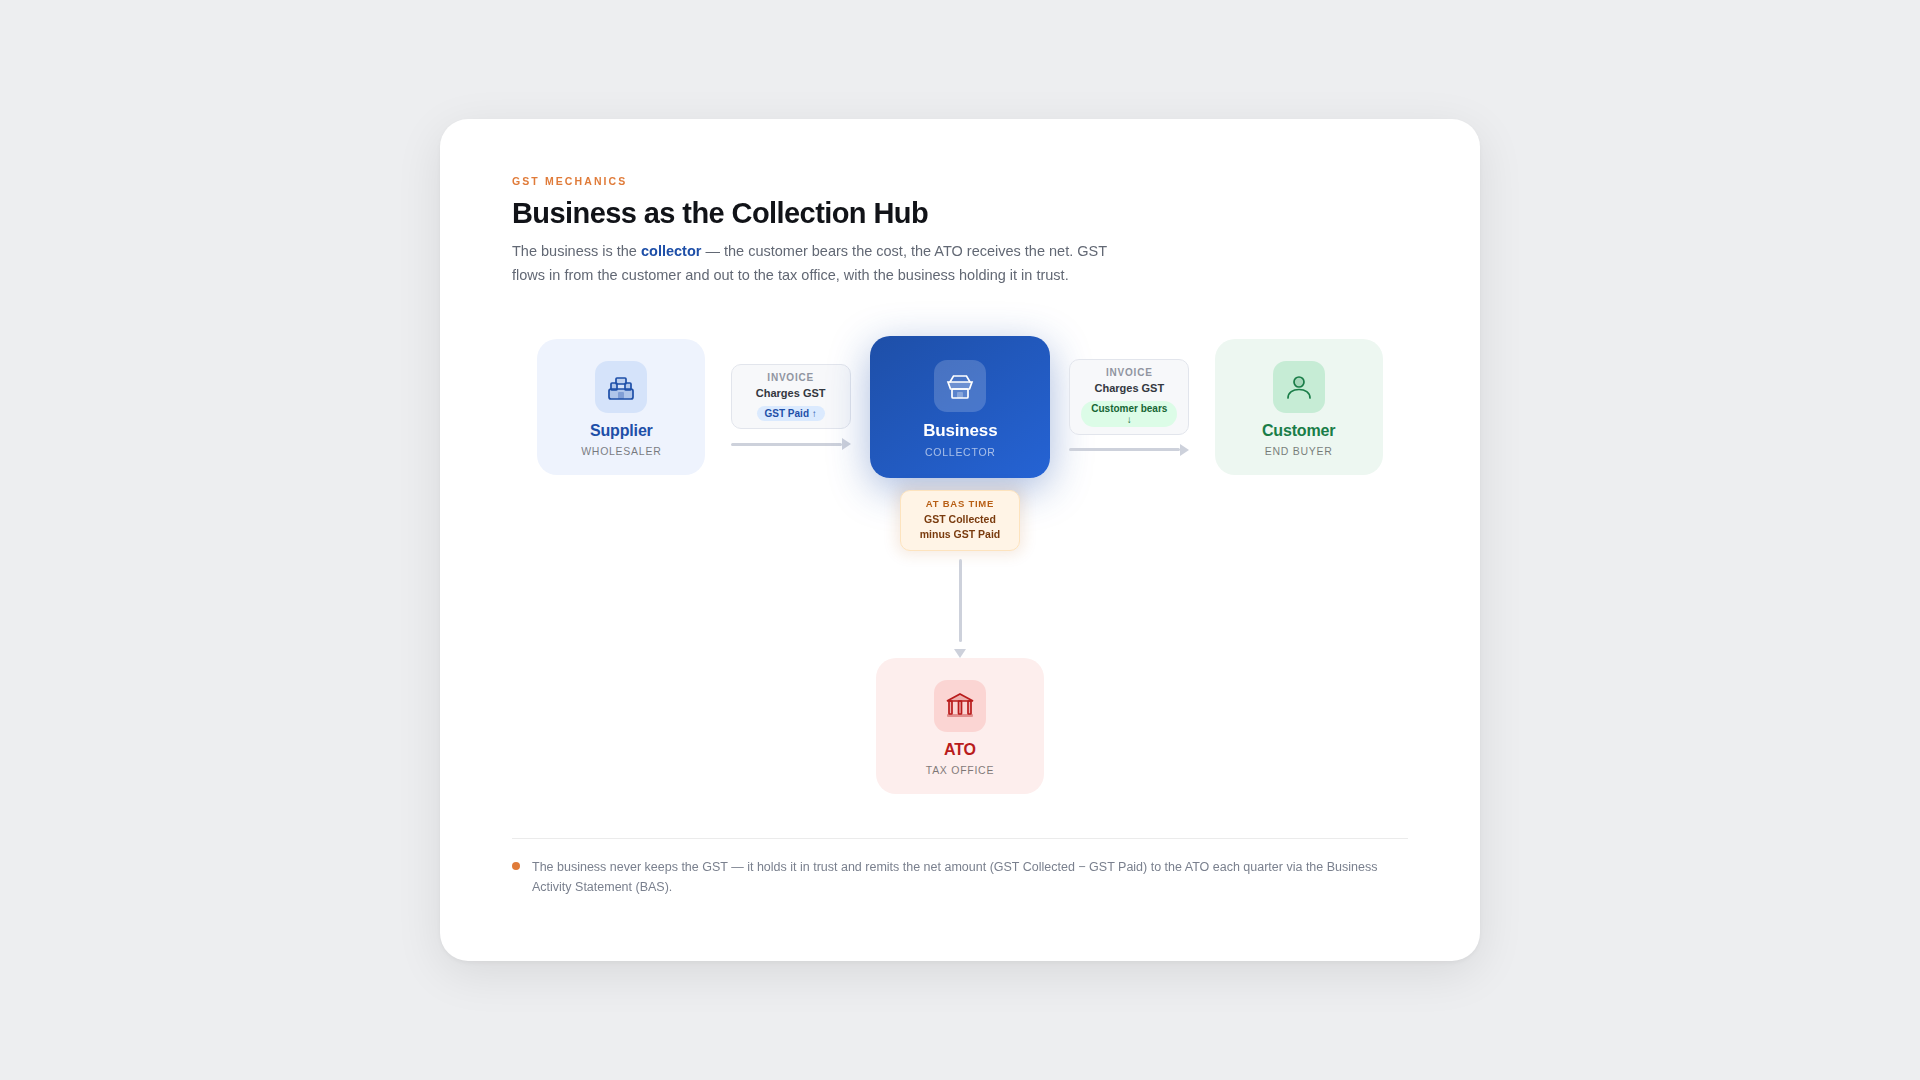 GST MECHANICS
Business as the Collection Hub
The business is the collector — the customer bears the cost, the ATO receives the net. GST
flows in from the customer and out to the tax office, with the business holding it in trust.
Supplier
WHOLESALER
INVOICE
Charges GST
GST Paid ↑
Business
COLLECTOR
INVOICE
Charges GST
Customer bears
↓
Customer
END BUYER
AT BAS TIME
GST Collected
minus GST Paid
ATO
TAX OFFICE
The business never keeps the GST — it holds it in trust and remits the net amount (GST Collected − GST Paid) to the ATO each quarter via the Business
Activity Statement (BAS).